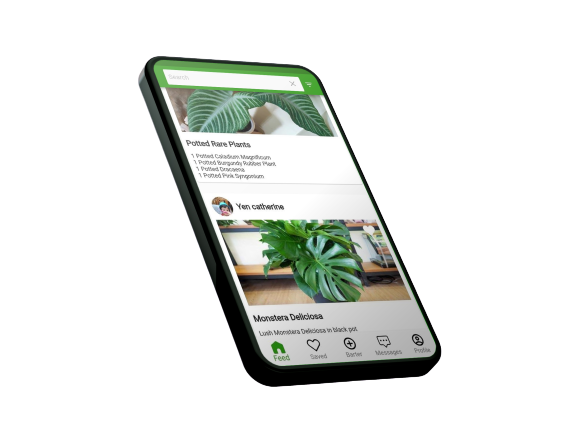 Search
Potted Rare Plants
1 Potted Caladium Magnificum
1 Potted Burgundy Rubber Plant
1 Potted Dracaena
1 Potted Pink Syngonium
Yen catherine
Monstera Deliciosa
Lush Monstera Deliciosa in black pot
Feed
Saved
Barter
Messages
Profile